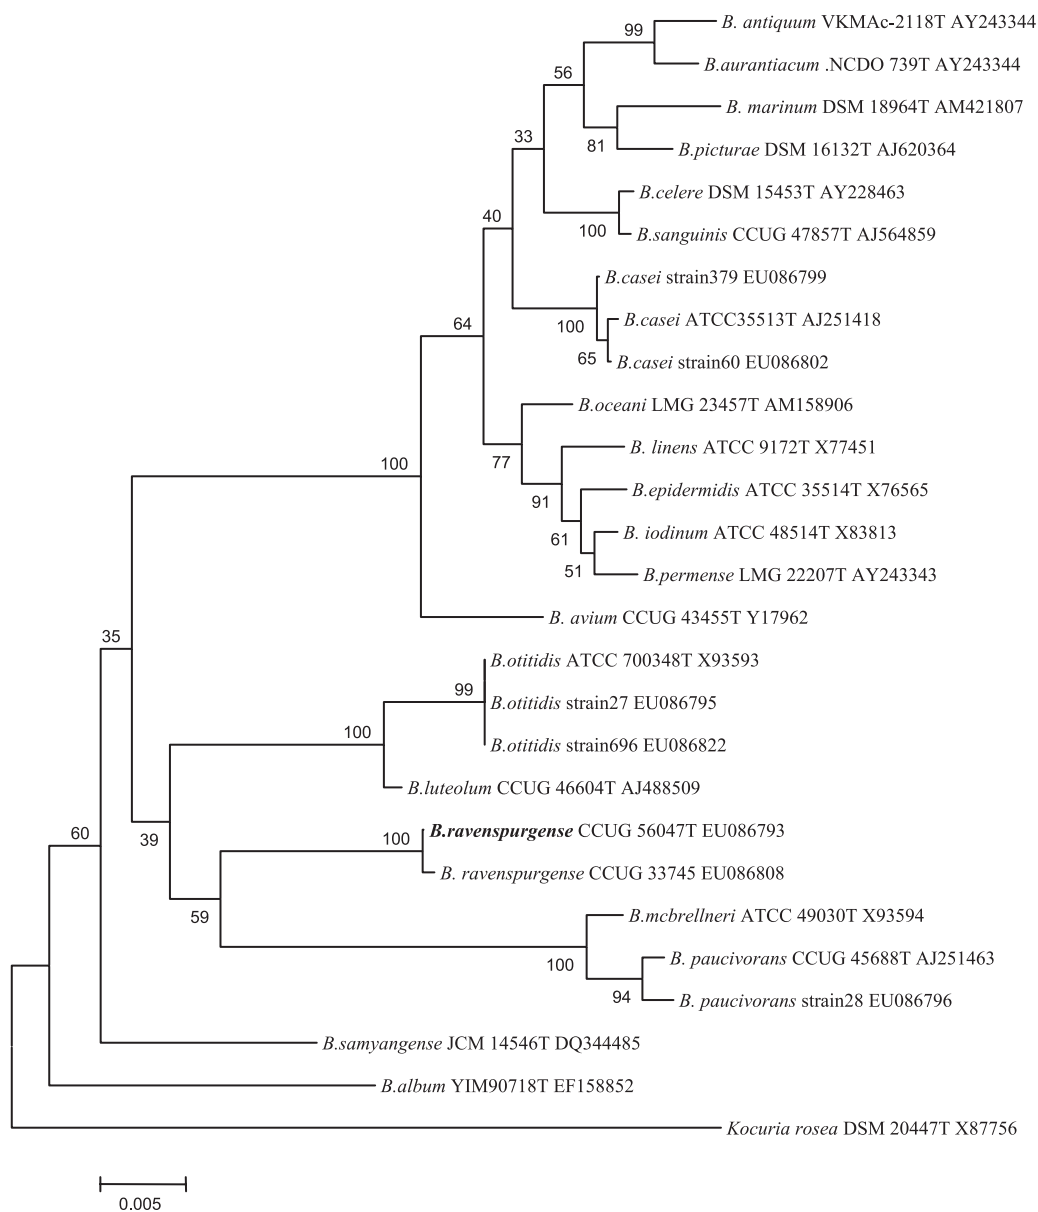 99
B. antiquum VKMAc-2118T AY243344
B.aurantiacum .NCDO 739T AY243344
56
B. marinum DSM 18964T AM421807
81
B.picturae DSM 16132T AJ620364
33
B.celere DSM 15453T AY228463
100
B.sanguinis CCUG 47857T AJ564859
40
B.casei strain379 EU086799
100
B.casei ATCC35513T AJ251418
65
B.casei strain60 EU086802
64
B.oceani LMG 23457T AM158906
77
B. linens ATCC 9172T X77451
91
B.epidermidis ATCC 35514T X76565
61
B. iodinum ATCC 48514T X83813
51
B.permense LMG 22207T AY243343
100
B. avium CCUG 43455T Y17962
35
B.otitidis ATCC 700348T X93593
99
B.otitidis strain27 EU086795
100
B.otitidis strain696 EU086822
B.luteolum CCUG 46604T AJ488509
60
39
100
B.ravenspurgense CCUG 56047T EU086793
B. ravenspurgense CCUG 33745 EU086808
59
B.mcbrellneri ATCC 49030T X93594
100
B. paucivorans CCUG 45688T AJ251463
94
B. paucivorans strain28 EU086796
B.samyangense JCM 14546T DQ344485
B.album YIM90718T EF158852
Kocuria rosea DSM 20447T X87756
0.005